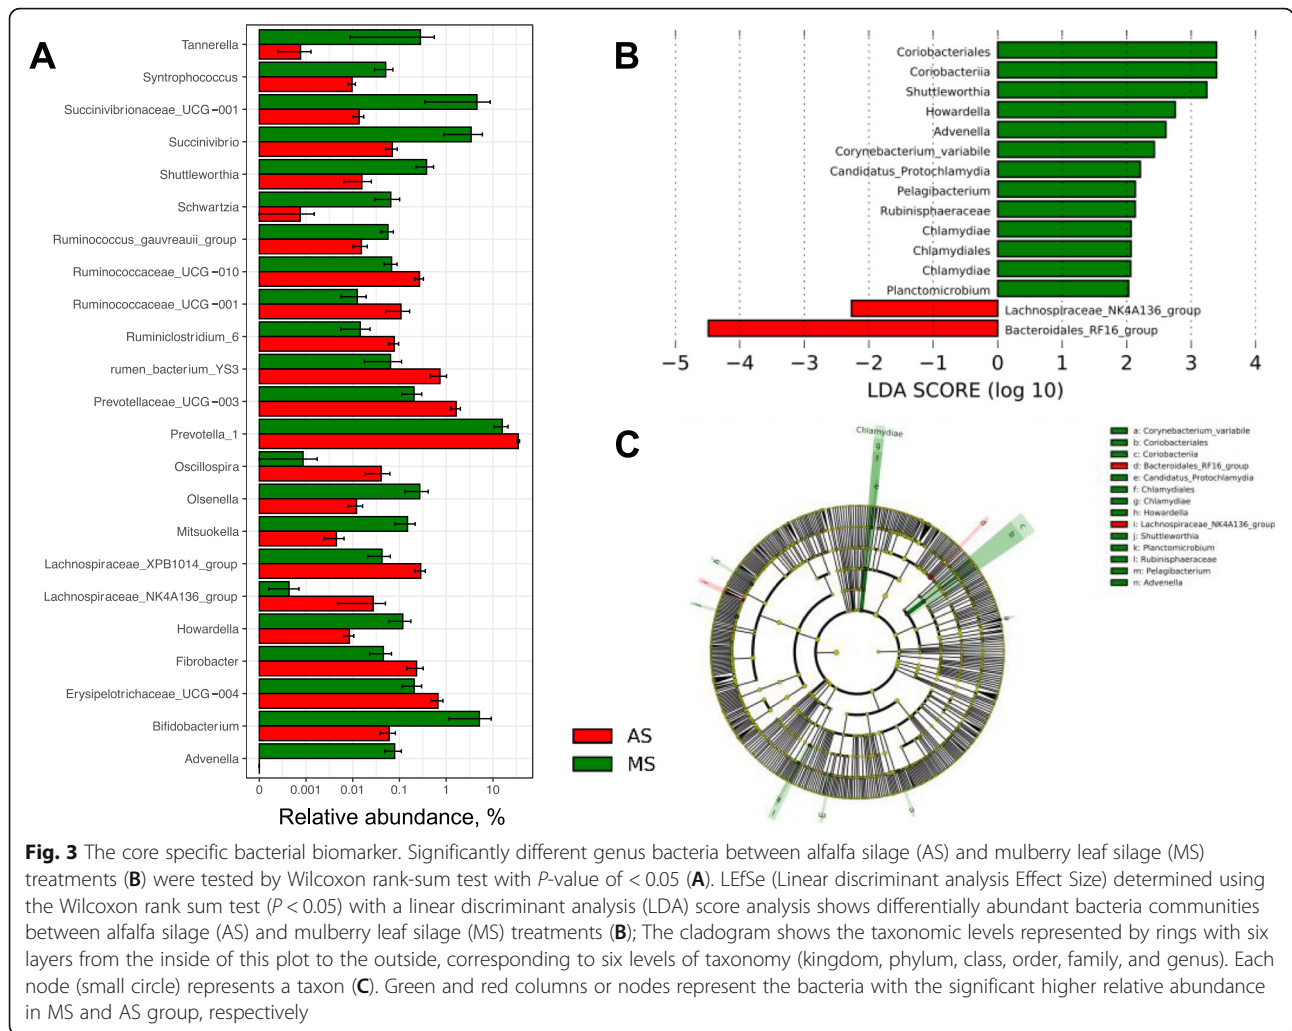 A
Tannerella
Syntrophococcus
Succinivibrionaceae_UCG-001
Succinivibrio
Shuttleworthia
Schwartzia
Ruminococcus_gauvreauii_group
Ruminococcaceae_UCG-010
Ruminococcaceae_UCG-001
Ruminiclostridium_6
rumen_bacterium_YS3
Prevotellaceae_UCG-003
Prevotella_1
Oscillospira
Olsenella
Mitsuokella
Lachnospiraceae_XPB1014_group
Lachnospiraceae_NK4A136_group
Howardella
Fibrobacter
Erysipelotrichaceae_UCG-004
Bifidobacterium
Advenella
0 0.001 0.01 0.1 1 10
Relative abundance, %
AS
MS
B
Coriobacteriales
Coriobacteriia
Shuttleworthia
Howardella
Advenella
Corynebacterium_variabile
Candidatus_Protochlamydia
Pelagibacterium
Rubinisphaeraceae
Chlamydiae
Chlamydiales
Chlamydiae
Planctomicrobium
Lachnospiraceae_NK4A136_group
Bacteroidales_RF16_group
−5 −4 −3 −2 −1 0 1 2 3 4
LDA SCORE (log 10)
C
Chlamydiae
g
f
e
c
b
a: Corynebacterium_variabile
b: Coriobacteriales
c: Coriobacteriia
d: Bacteroidales_RF16_group
e: Candidatus_Protochlamydia
f: Chlamydiales
g: Chlamydiae
h: Howardella
i: Lachnospiraceae_NK4A136_group
j: Shuttleworthia
k: Planctomicrobium
l: Rubinisphaeraceae
m: Pelagibacterium
n: Advenella
Fig. 3 The core specific bacterial biomarker. Significantly different genus bacteria between alfalfa silage (AS) and mulberry leaf silage (MS)
treatments (B) were tested by Wilcoxon rank-sum test with P-value of < 0.05 (A). LEfSe (Linear discriminant analysis Effect Size) determined using
the Wilcoxon rank sum test (P < 0.05) with a linear discriminant analysis (LDA) score analysis shows differentially abundant bacteria communities
between alfalfa silage (AS) and mulberry leaf silage (MS) treatments (B); The cladogram shows the taxonomic levels represented by rings with six
layers from the inside of this plot to the outside, corresponding to six levels of taxonomy (kingdom, phylum, class, order, family, and genus). Each
node (small circle) represents a taxon (C). Green and red columns or nodes represent the bacteria with the significant higher relative abundance
in MS and AS group, respectively